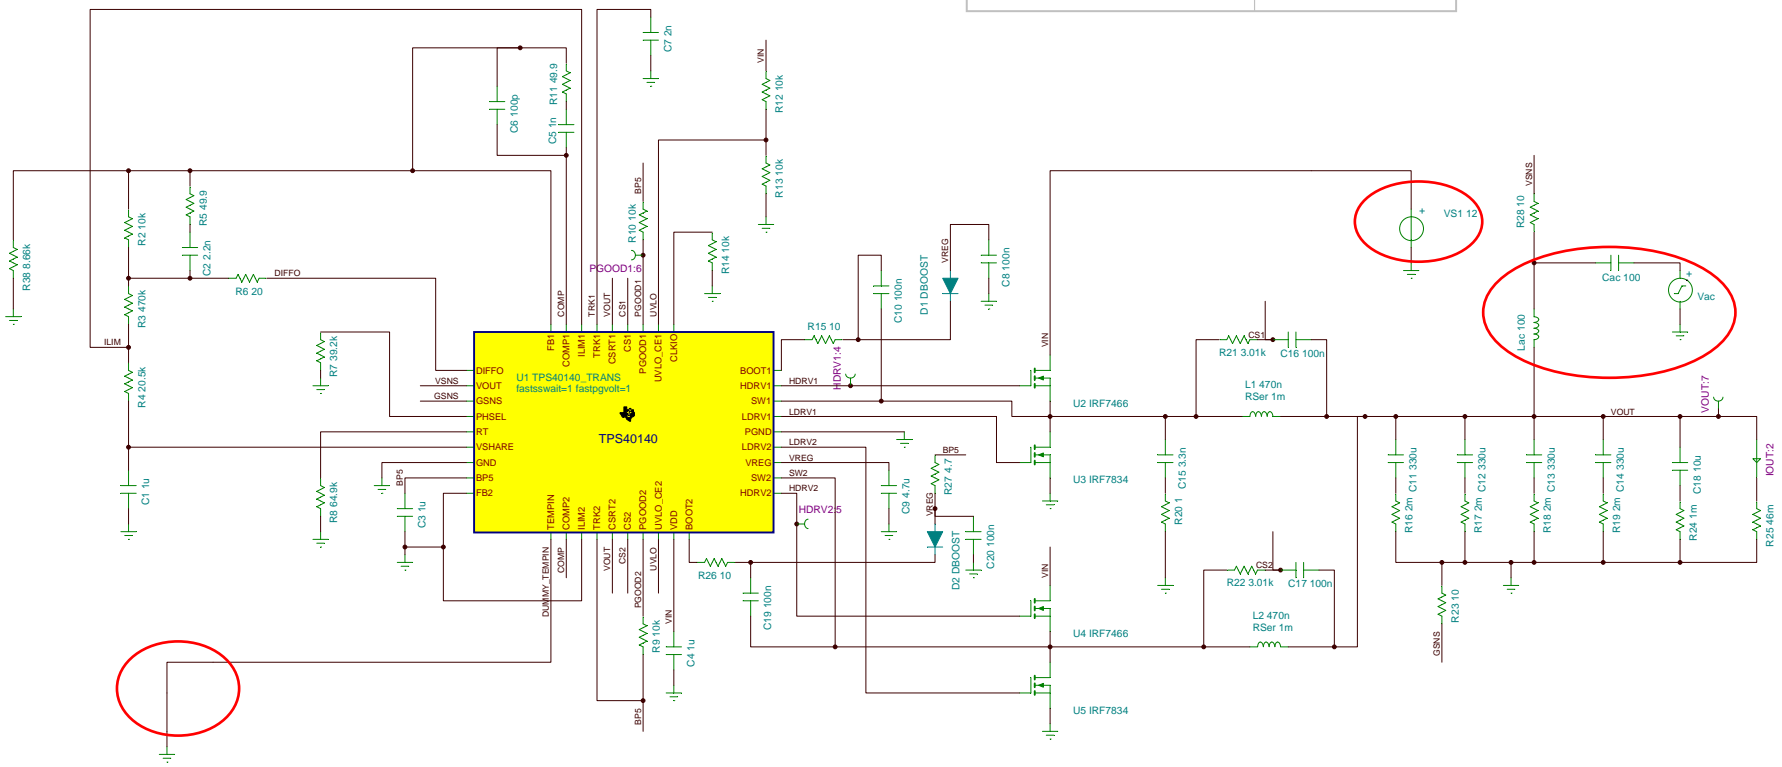 C7 2n
VIN
R11 49.9
C6 100p
C5 1n
R12 10k
R13 10k
BP5
R10 10k
R14 10k
PGOOD1:6
R5 49.9
R2 10k
C2 2.2n
R38 8.66k
DIFFO
R6 20
R3 470k
ILIM
R4 20.5k
C1 1u
R7 39.2k
R8 64.9k
BP5
C3 1u
VSNS
GSNS
COMP
TRK1
VOUT
CS1
PGOOD1
UVLO
FB1
COMP1
ILIM1
TRK1
CSRT1
CS1
PGOOD1
UVLO_CE1
CLKIO
U1 TPS40140_TRANS
fastsswait=1 fastpgvolt=1
TPS40140
DIFFO
VOUT
GSNS
PHSEL
RT
VSHARE
GND
BP5
FB2
BOOT1
HDRV1
SW1
LDRV1
PGND
LDRV2
VREG
SW2
HDRV2
TEMPIN
COMP2
ILIM2
TRK2
CSRT2
CS2
PGOOD2
UVLO_CE2
VDD
BOOT2
DUMMY_TEMPIN
COMP
VOUT
CS2
PGOOD2
UVLO
VIN
R9 10k
C4 1u
BP5
HDRV1
SW1
LDRV1
LDRV2
VREG
SW2
HDRV2
HDRV2:5
R15 10
HDRV1:4
C10 100n
D1 DBOOST
VREG
C8 100n
C9 4.7u
BP5
R27 4.7
VREG
D2 DBOOST
C20 100n
R26 10
C19 100n
VIN
U2 IRF7466
U3 IRF7834
VIN
U4 IRF7466
U5 IRF7834
C15 3.3n
R20 1
CS1
R21 3.01k
C16 100n
L1 470n
RSer 1m
CS2
R22 3.01k
C17 100n
L2 470n
RSer 1m
VS1 12
VSNS
R28 10
Cac 100
Vac
Lac 100
VOUT
VOUT:7
IOUT:2
C11 330u
C12 330u
C13 330u
C14 330u
C18 10u
R16 2m
R17 2m
R18 2m
R19 2m
R24 1m
R25 46m
R23 10
GSNS